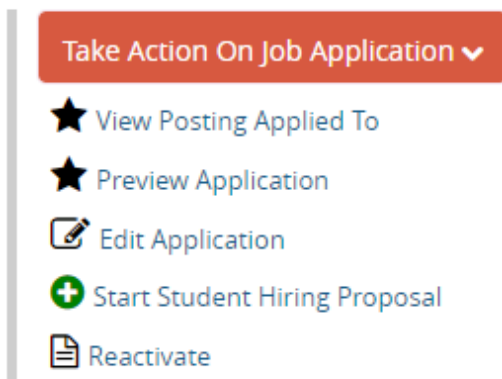 Take Action On Job Application
View Posting Applied To
Preview Application
Edit Application
Start Student Hiring Proposal
Reactivate